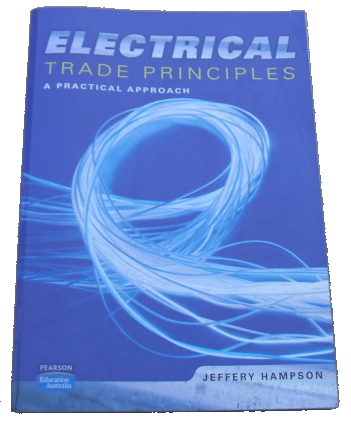 ELECTRICAL
TRADE PRINCIPLES
A PRACTICAL APPROACH
PEARSON
Education
Australia
JEFFERY HAMPSON